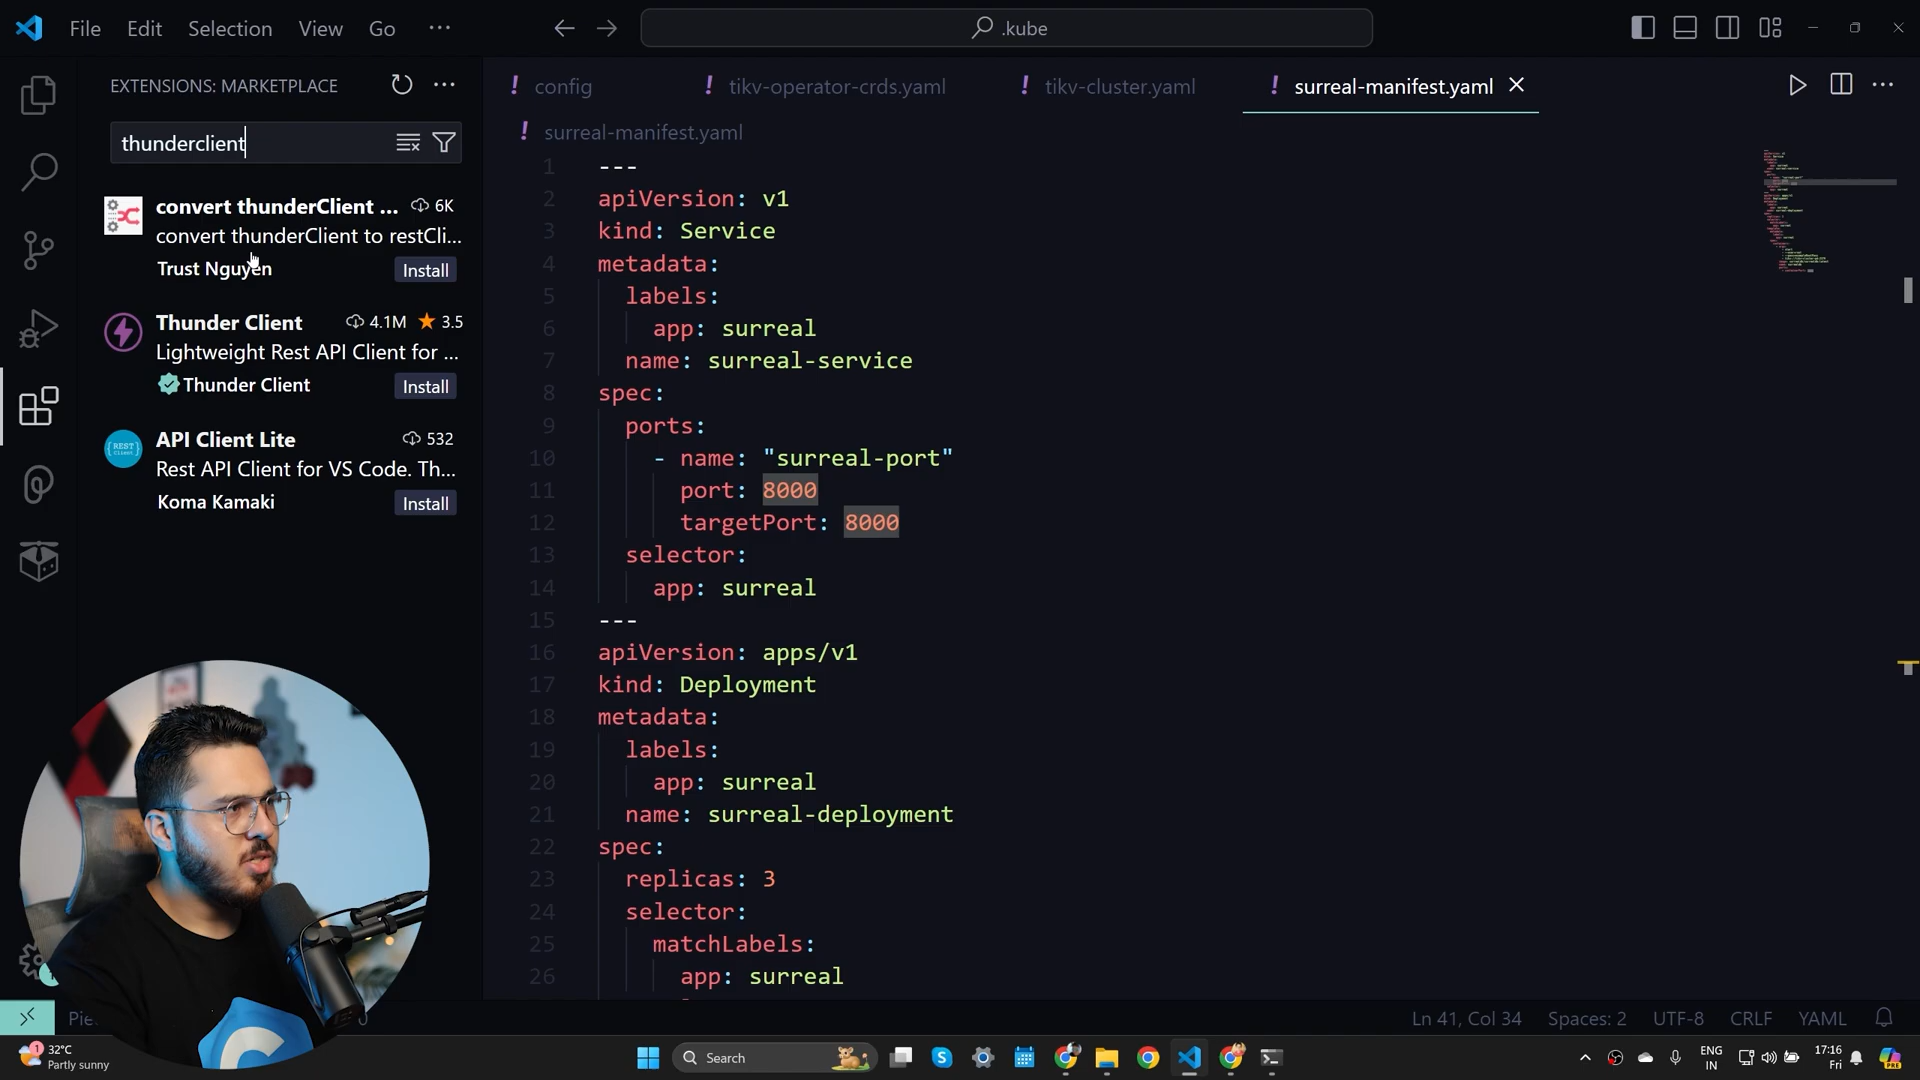 File Edit Selection View Go ···
.kube
EXTENSIONS: MARKETPLACE
thunderclient
convert thunderClient ... 6K
convert thunderClient to restCli...
Trust Nguyen Install
Thunder Client 4.1M 3.5
Lightweight Rest API Client for ...
Thunder Client Install
REST
Client
API Client Lite 532
Rest API Client for VS Code. Th...
Koma Kamaki Install
! config ! tikv-operator-crds.yaml ! tikv-cluster.yaml ! surreal-manifest.yaml
! surreal-manifest.yaml
1 ---
2 apiVersion: v1
3 kind: Service
4 metadata:
5 labels:
6 app: surreal
7 name: surreal-service
8 spec:
9 ports:
10 - name: "surreal-port"
11 port: 8000
12 targetPort: 8000
13 selector:
14 app: surreal
15 ---
16 apiVersion: apps/v1
17 kind: Deployment
18 metadata:
19 labels:
20 app: surreal
21 name: surreal-deployment
22 spec:
23 replicas: 3
24 selector:
25 matchLabels:
26 app: surreal
Ln 41, Col 34 Spaces: 2 UTF-8 CRLF YAML
1
32°C
Partly sunny
Search
ENG
IN
17:16
Fri
PRE